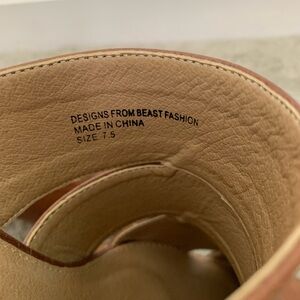 DESIGNS FROM BEAST FASHION
MADE IN CHINA
SIZE 7.5